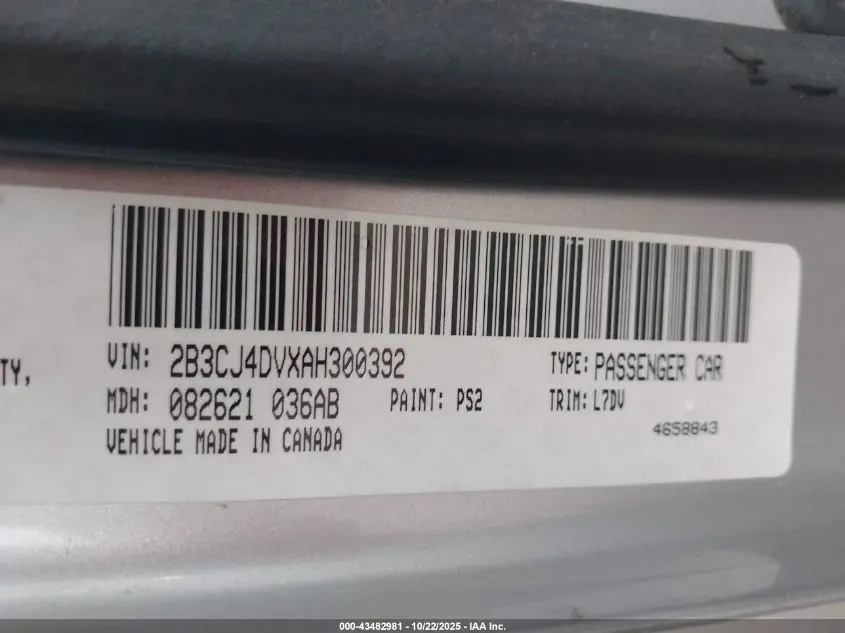 TY,
VIN: 2B3CJ4DVXAH300392 TYPE: PASSENGER CAR
MDH: 082621 036AB PAINT: PS2 TRIM: L7DV
VEHICLE MADE IN CANADA 4658843
000-43482981 - 10/22/2025 - IAA Inc.